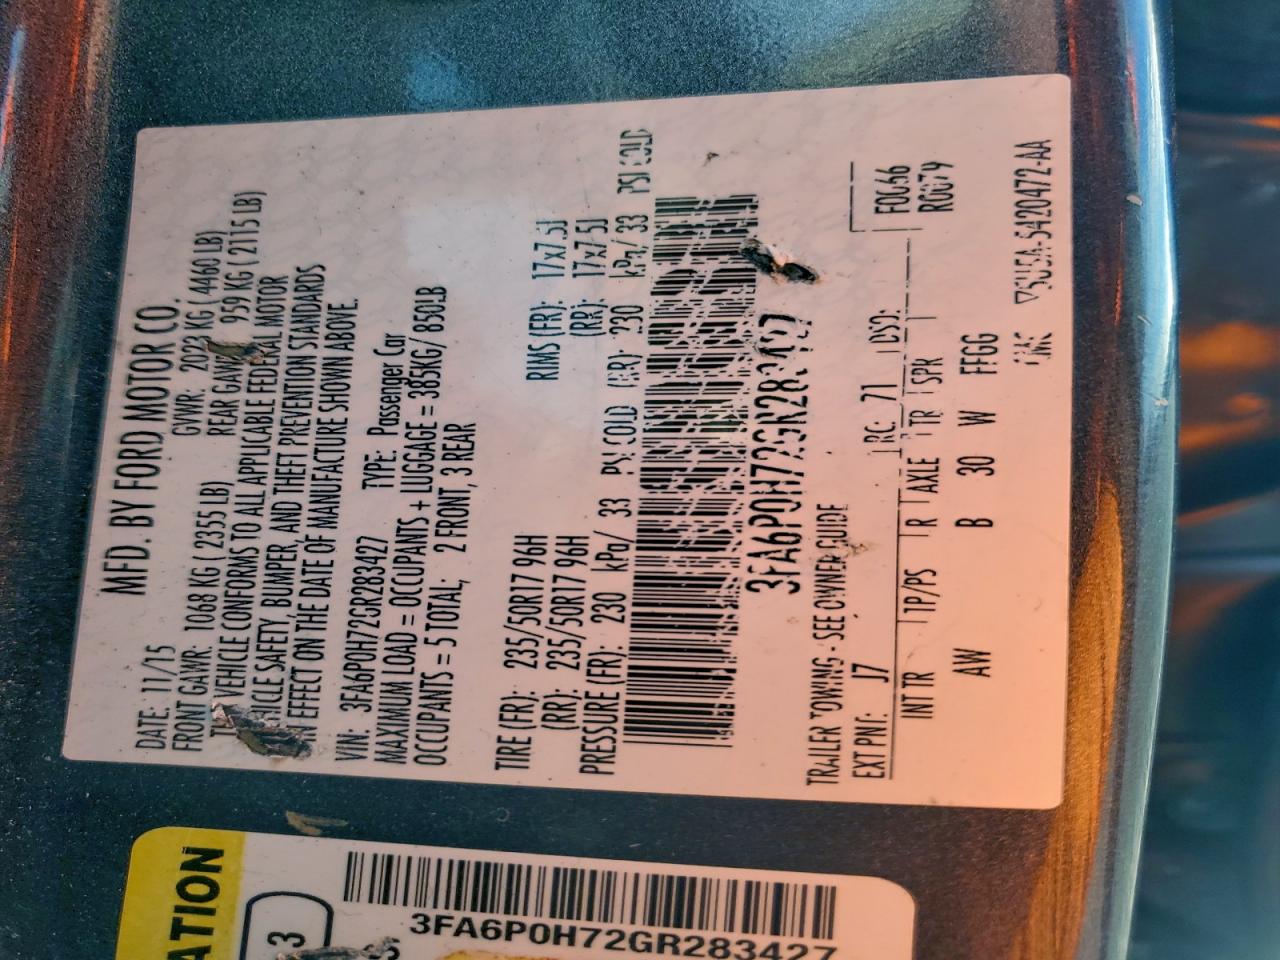 MFD. BY FORD MOTOR CO.
DATE: 11/15 GVWR: 2023 KG ( 4460 LB)
FRONT GAWR: 1068 KG ( 2355 LB) REAR GAWR: 959 KG ( 2115 LB)
VEHICLE CONFORMS TO ALL APPLICABLE FEDERAL MOTOR
SAFETY, BUMPER, AND THEFT PREVENTION STANDARDS
IN EFFECT ON THE DATE OF MANUFACTURE SHOWN ABOVE.
VIN: 3FA6P0H72GR283427 TYPE: Passenger Car
MAXIMUM LOAD = OCCUPANTS + LUGGAGE = 385KG/ 850LB
OCCUPANTS = 5 TOTAL; 2 FRONT, 3 REAR
TIRE (FR): 235/50R17 96H RIMS (FR): 17x7.5J
(RR): 235/50R17 96H (RR): 17x7.5J
PRESSURE (FR): 230 kPa/ 33 PSI COLD (RR): 230 kPa/ 33 PSI COLD
3FA6P0H72GR283427
TRAILER TOWING - SEE OWNER GUIDE
EXT PNT: J7 RC: 71 DSO: F0066
R0079
INT TR TP/PS R AXLE TR SPR
AW B 30 W FFGG
ATION
3
3FA6P0H72GR283427